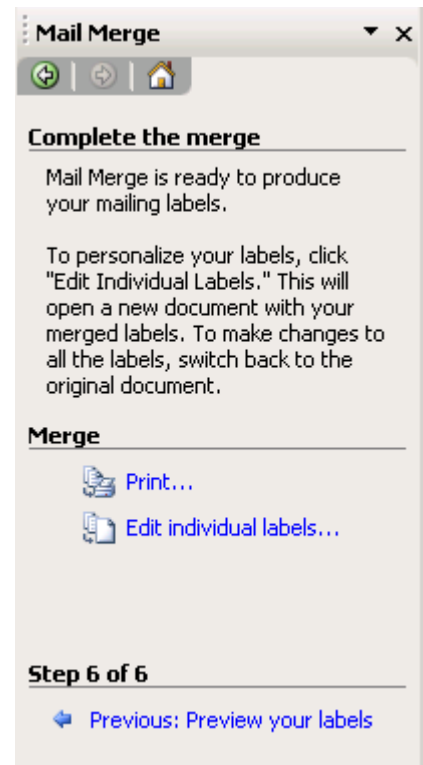 Mail Merge
Complete the merge
Mail Merge is ready to produce
your mailing labels.
To personalize your labels, click
"Edit Individual Labels." This will
open a new document with your
merged labels. To make changes to
all the labels, switch back to the
original document.
Merge
Print...
Edit individual labels...
Step 6 of 6
Previous: Preview your labels